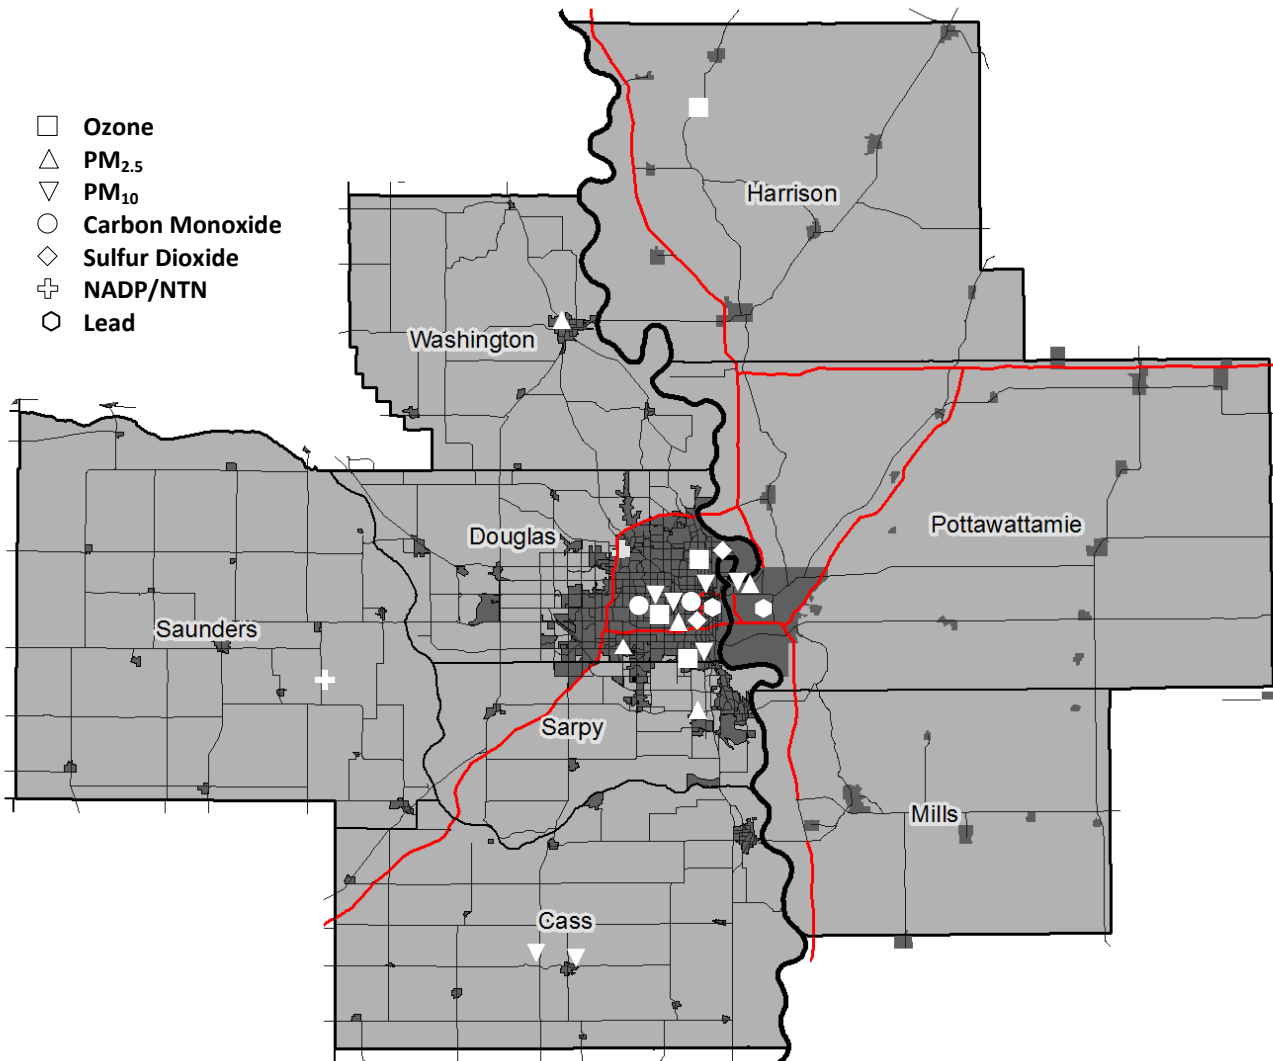 Ozone
PM2.5
PM10
Carbon Monoxide
Sulfur Dioxide
NADP/NTN
Lead
Harrison
Washington
Douglas
Pottawattamie
Saunders
Sarpy
Mills
Cass